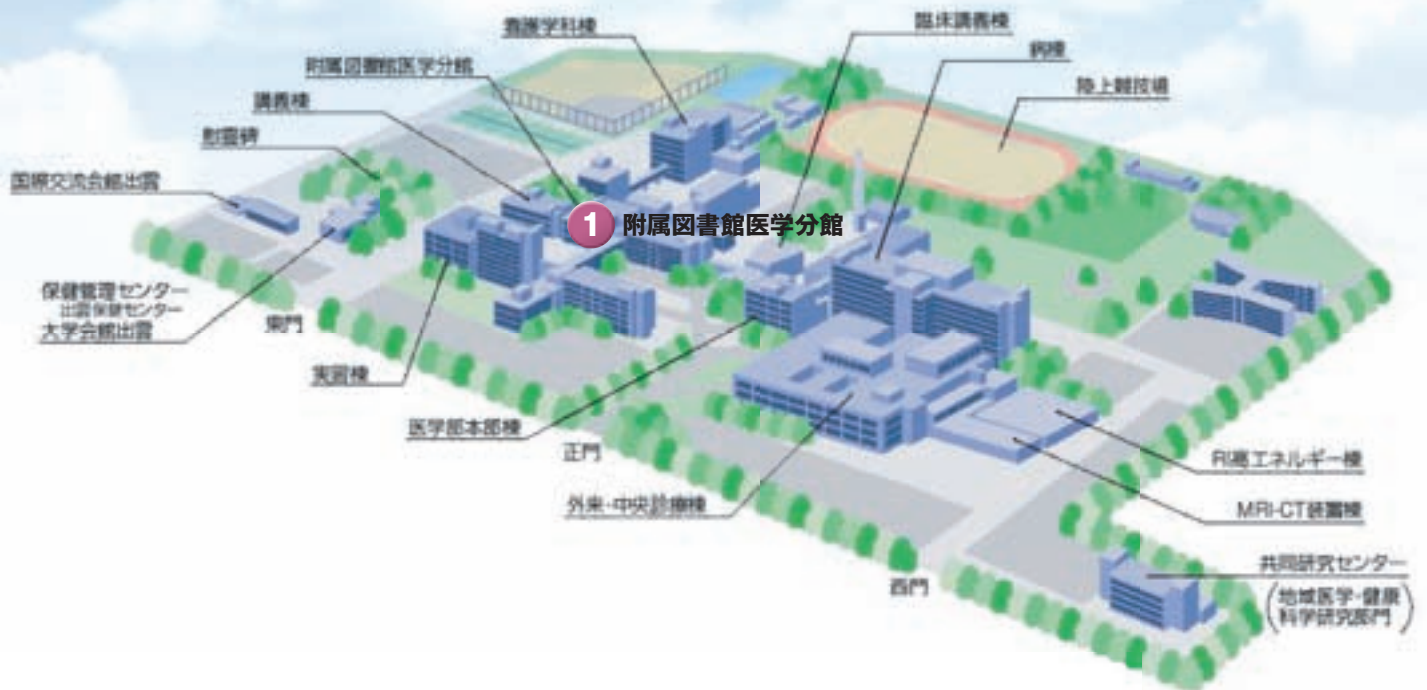 看護学科棟
臨床講義棟
附属図書館医学分館
病棟
講義棟
陸上競技場
慰霊碑
国際交流会館出雲
1 附属図書館医学分館
保健管理センター
出雲保健センター
大学会館出雲
東門
実習棟
医学部本部棟
正門
RI高エネルギー棟
外来・中央診療棟
MRI-CT装置棟
共同研究センター
西門
(地域医学・健康
科学研究部門)